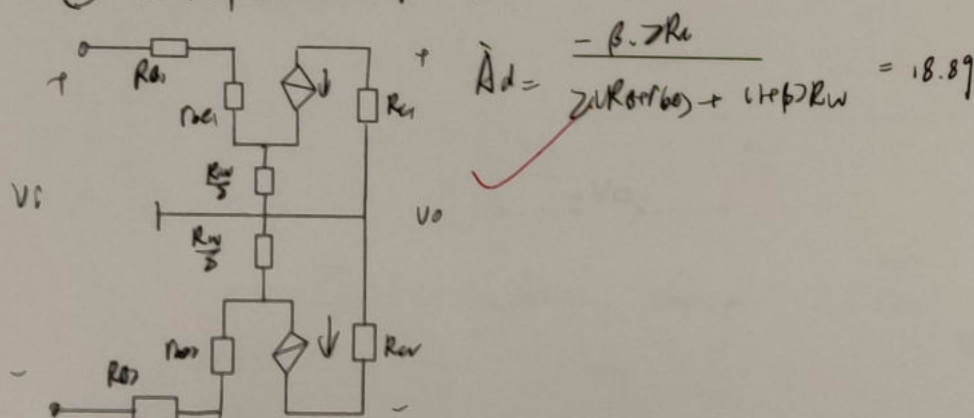 +
RB1
rbe1
Rc1
+
Ad = -β·2Rc / 2(RB+rbe) + (1+β)RW = 18.89
RW/2
Vi
Vo
RW/2
rbe2
Rc2
-
RB2
-